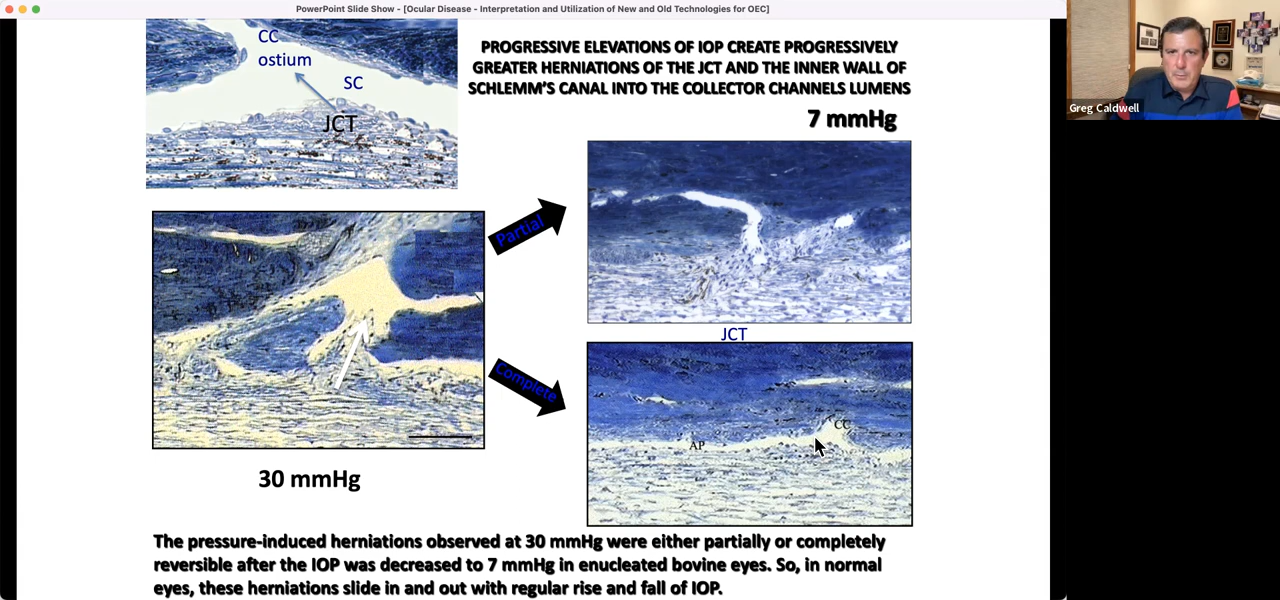 PowerPoint Slide Show - [Ocular Disease - Interpretation and Utilization of New and Old Technologies for OEC]
CC
ostium
SC
JCT
PROGRESSIVE ELEVATIONS OF IOP CREATE PROGRESSIVELY
GREATER HERNIATIONS OF THE JCT AND THE INNER WALL OF
SCHLEMM'S CANAL INTO THE COLLECTOR CHANNELS LUMENS
7 mmHg
Greg Caldwell
Partial
JCT
Complete
AP
CC
30 mmHg
The pressure-induced herniations observed at 30 mmHg were either partially or completely
reversible after the IOP was decreased to 7 mmHg in enucleated bovine eyes. So, in normal
eyes, these herniations slide in and out with regular rise and fall of IOP.